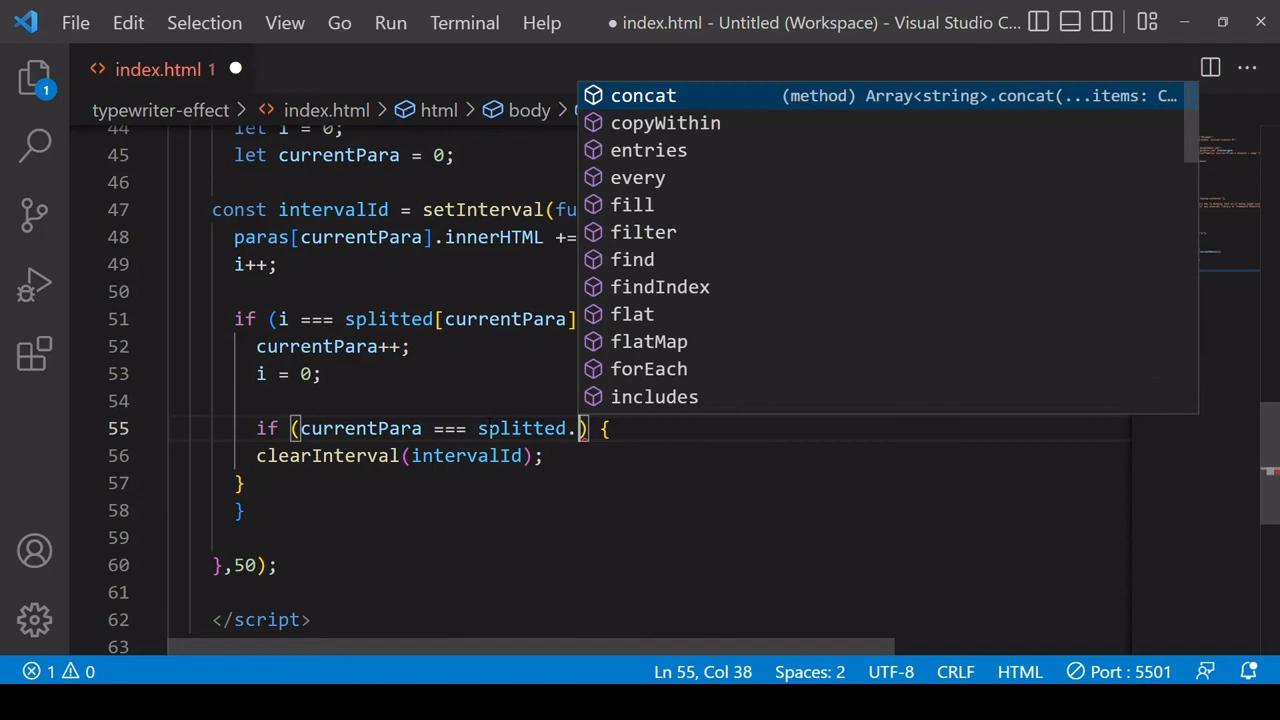 File Edit Selection View Go Run Terminal Help ● index.html - Untitled (Workspace) - Visual Studio C...
index.html 1
typewriter-effect > index.html > html > body >
44 let i = 0;
45 let currentPara = 0;
46
47 const intervalId = setInterval(fu
48 paras[currentPara].innerHTML +=
49 i++;
50
51 if (i === splitted[currentPara]
52 currentPara++;
53 i = 0;
54
55 if (currentPara === splitted.) {
56 clearInterval(intervalId);
57 }
58 }
59
60 },50);
61
62 </script>
63
concat (method) Array<string>.concat(...items: C...
copyWithin
entries
every
fill
filter
find
findIndex
flat
flatMap
forEach
includes
1
1 0 Ln 55, Col 38 Spaces: 2 UTF-8 CRLF HTML Port : 5501